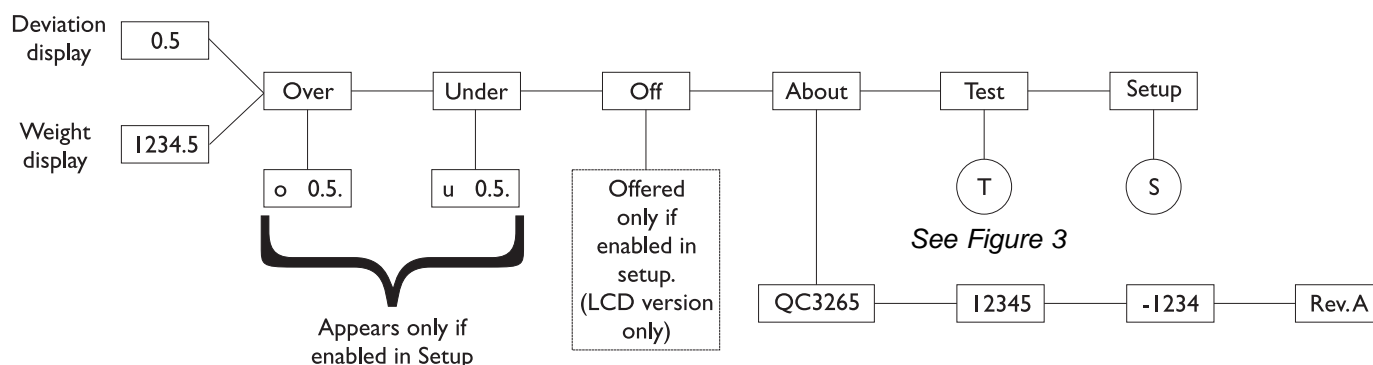 Deviation
display
0.5
Weight
display
1234.5
Over
Under
Off
About
Test
Setup
o 0.5.
u 0.5.
Appears only if
enabled in Setup
Offered
only if
enabled in
setup.
(LCD version
only)
T
S
See Figure 3
QC3265
12345
-1234
Rev. A